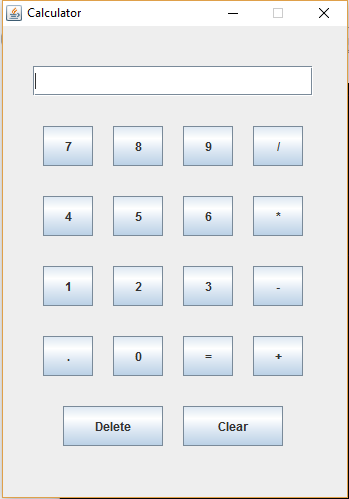 Calculator
7 8 9 /
4 5 6 *
1 2 3 -
. 0 = +
Delete Clear